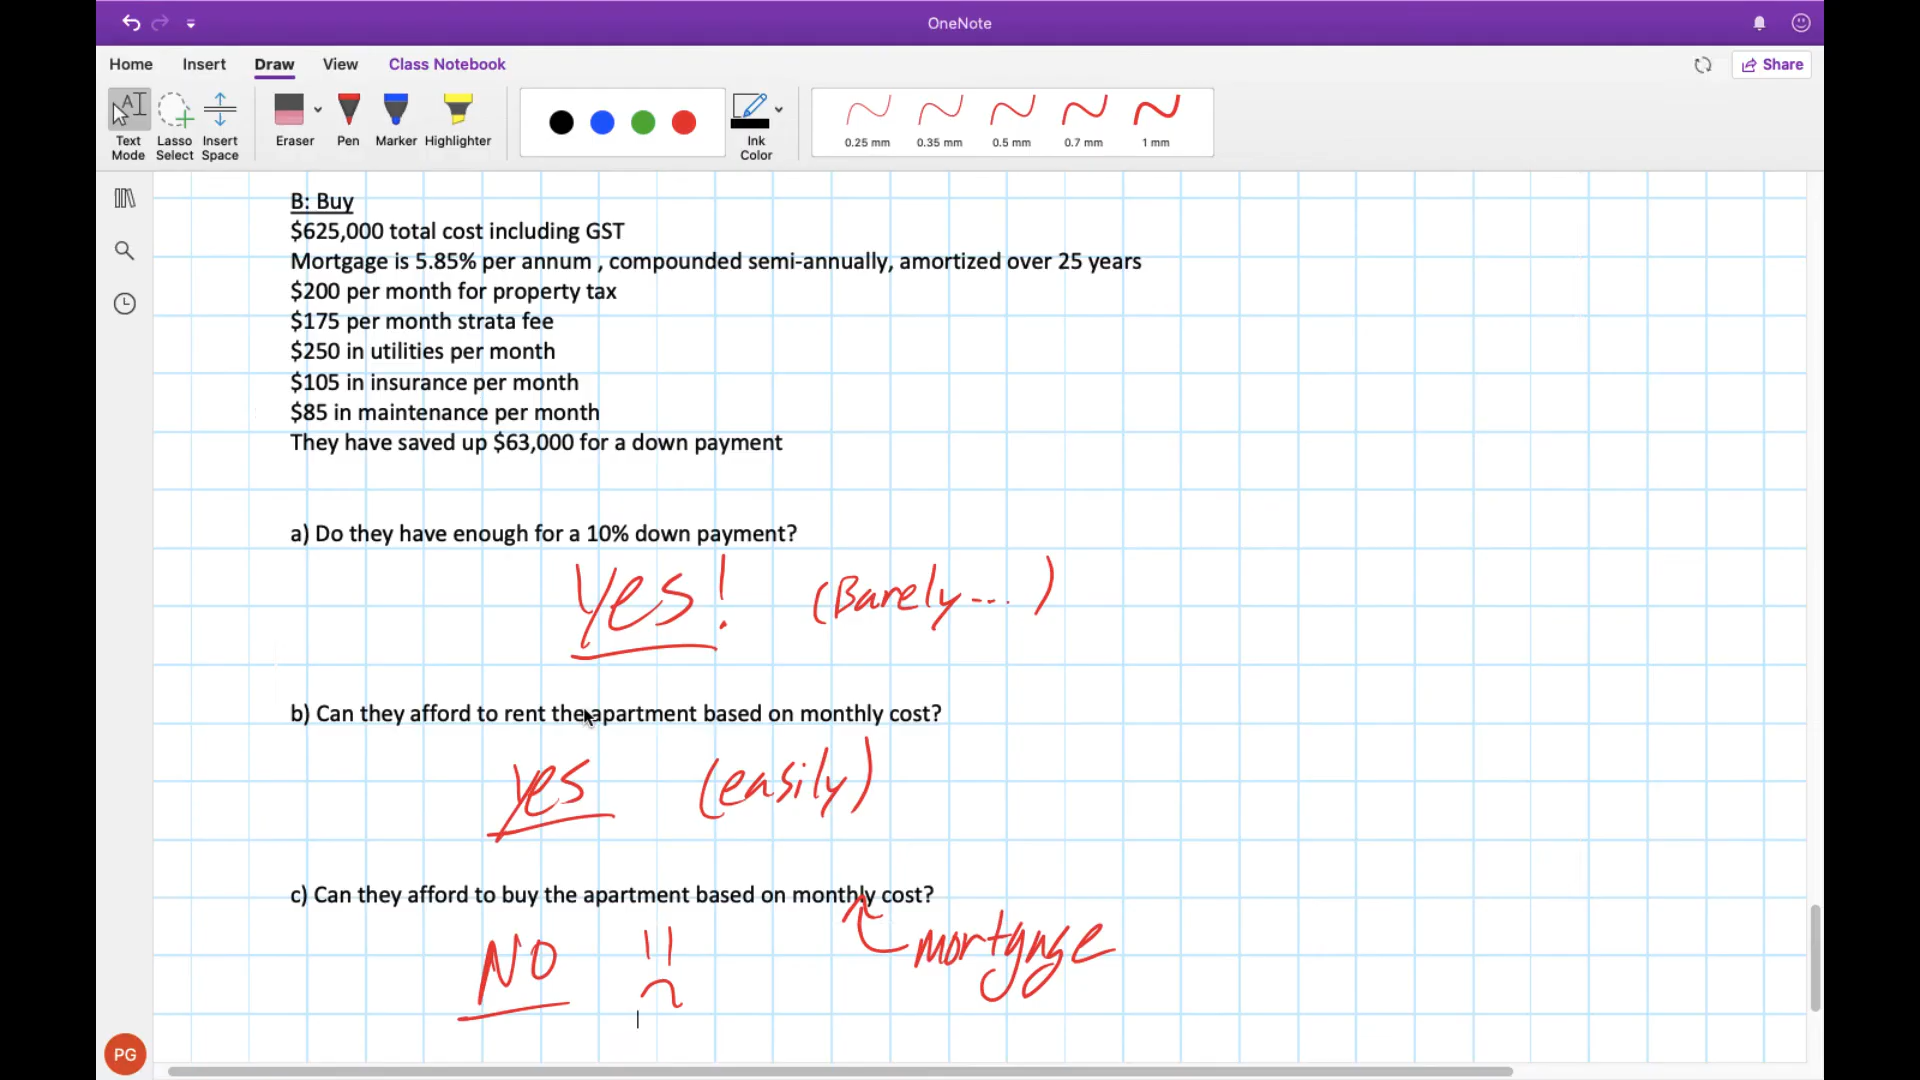 OneNote
Home Insert Draw View Class Notebook Share
Text Mode Lasso Select Insert Space Eraser Pen Marker Highlighter Ink Color 0.25 mm 0.35 mm 0.5 mm 0.7 mm 1 mm
B: Buy
$625,000 total cost including GST
Mortgage is 5.85% per annum , compounded semi-annually, amortized over 25 years
$200 per month for property tax
$175 per month strata fee
$250 in utilities per month
$105 in insurance per month
$85 in maintenance per month
They have saved up $63,000 for a down payment
a) Do they have enough for a 10% down payment?
Yes! (Barely...)
b) Can they afford to rent the apartment based on monthly cost?
yes (easily)
c) Can they afford to buy the apartment based on monthly cost?
NO mortgage
PG